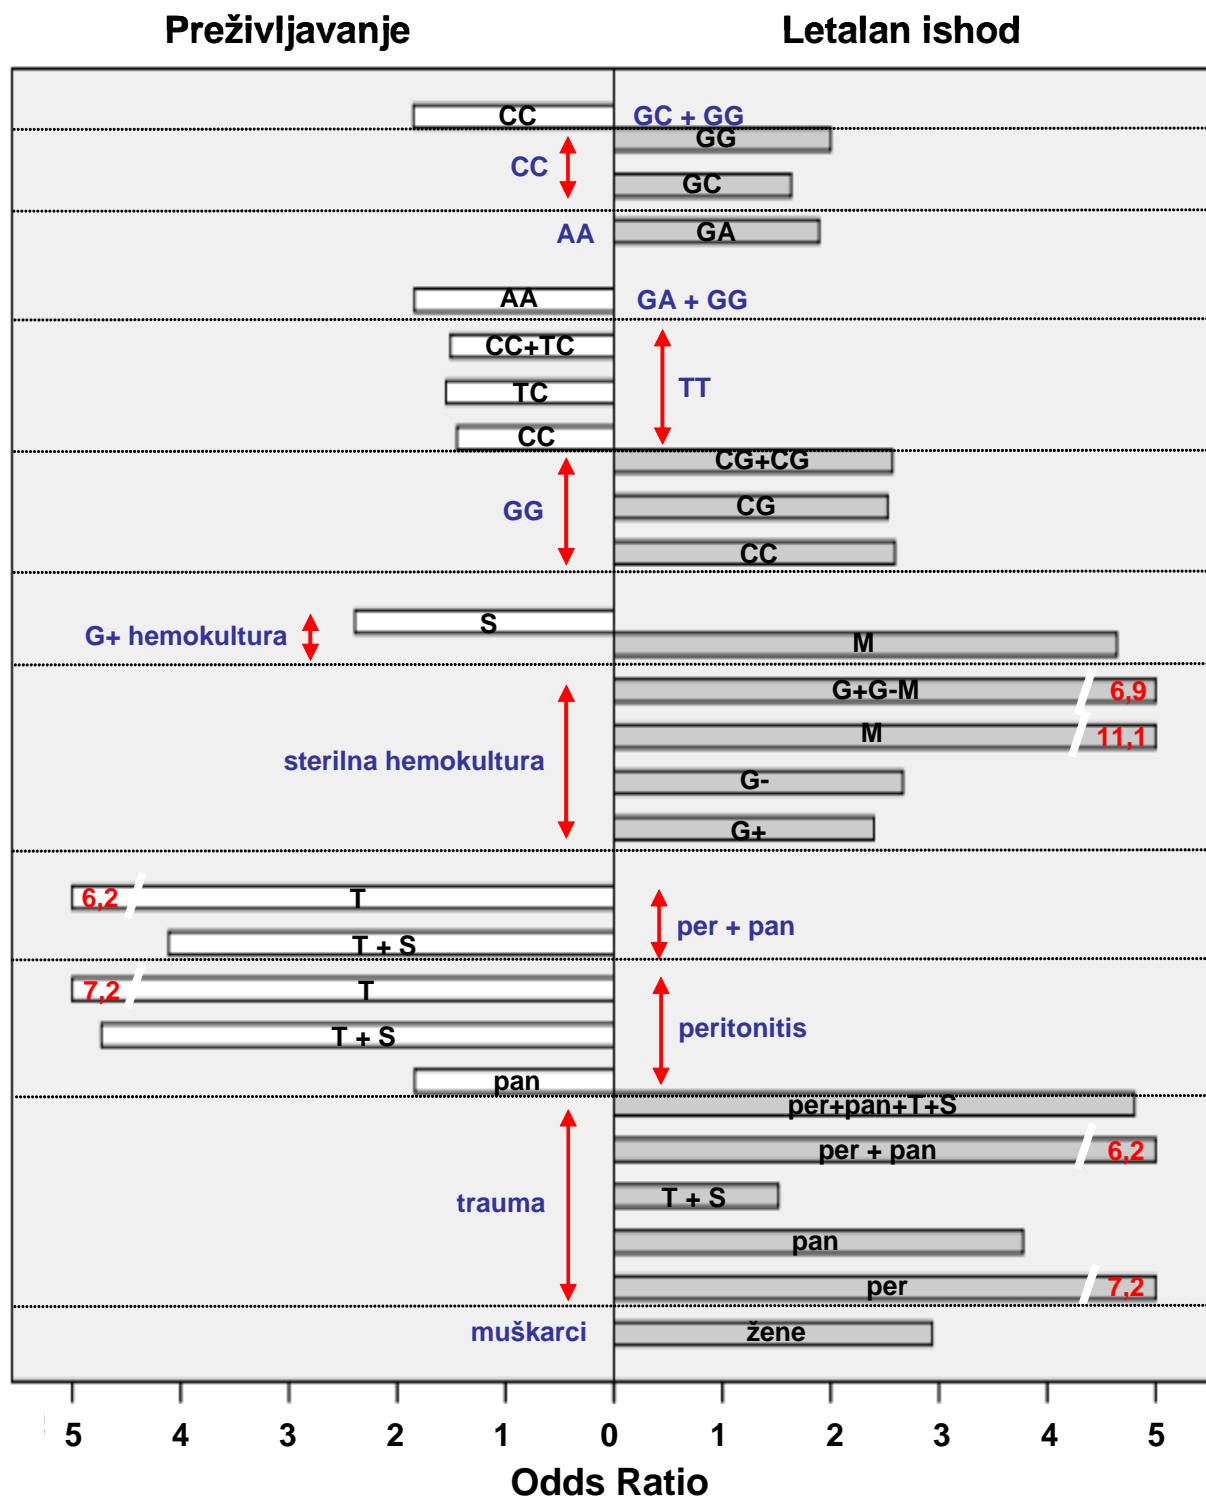 Preživljavanje Letalan ishod
CC GC + GG
GG
CC
GC
AA GA
AA GA + GG
CC+TC
TC TT
CC
CG+CG
GG CG
CC
S
G+ hemokultura
M
G+G-M 6,9
M 11,1
sterilna hemokultura
G-
G+
6,2 T
per + pan
T + S
7,2 T
peritonitis
T + S
pan
per+pan+T+S
per + pan 6,2
trauma T + S
pan
per 7,2
muškarci žene
5 4 3 2 1 0 1 2 3 4 5
Odds Ratio